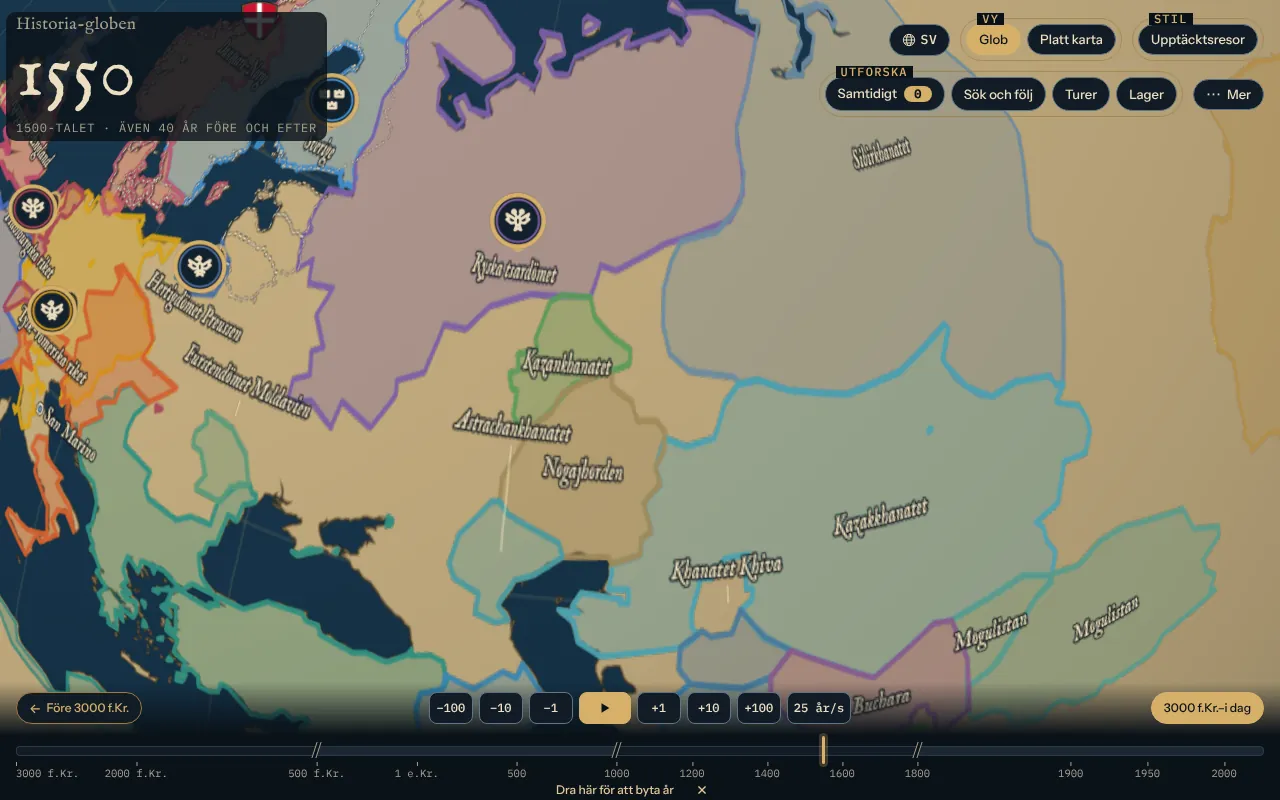 Historia-globen
1550
1500-TALET · ÄVEN 40 ÅR FÖRE OCH EFTER
VY
STIL
SV
Glob
Platt karta
Upptäcktsresor
UTFORSKA
Samtidigt 0
Sök och följ
Turer
Lager
··· Mer
Sverige
Sibirkhanatet
Ryska tsardömet
Hertigdömet Preussen
Tysk-romerska riket
Furstendömet Moldavien
Kazankhanatet
San Marino
Astrachankhanatet
Nogajhorden
Kazakkhanatet
Khanatet Khiva
Mogulistan
Mogulistan
Buchara
← Före 3000 f.Kr.
−100
−10
−1
+1
+10
+100
25 år/s
3000 f.Kr.–i dag
3000 f.Kr.
2000 f.Kr.
500 f.Kr.
1 e.Kr.
500
1000
1200
1400
1600
1800
1900
1950
2000
Dra här för att byta år ✕